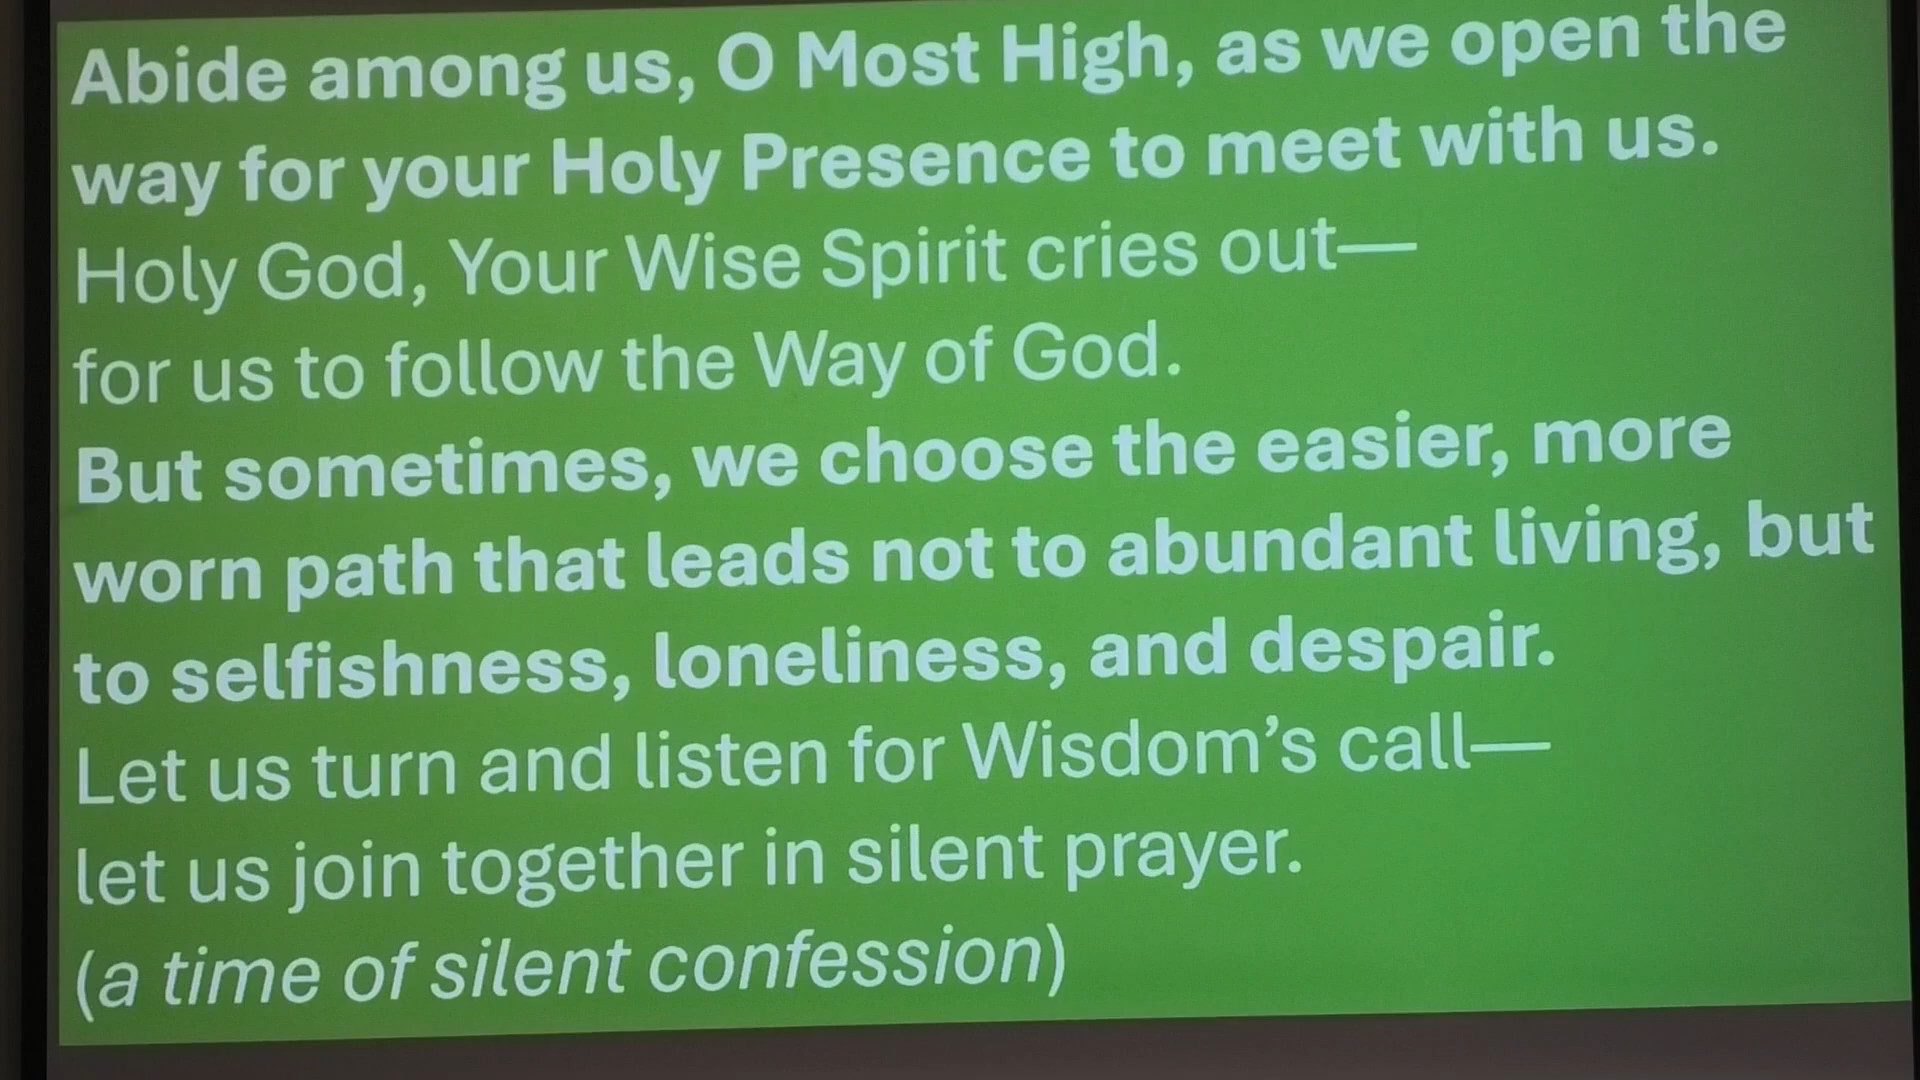 Abide among us, O Most High, as we open the
way for your Holy Presence to meet with us.
Holy God, Your Wise Spirit cries out—
for us to follow the Way of God.
But sometimes, we choose the easier, more
worn path that leads not to abundant living, but
to selfishness, loneliness, and despair.
Let us turn and listen for Wisdom’s call—
let us join together in silent prayer.
(a time of silent confession)